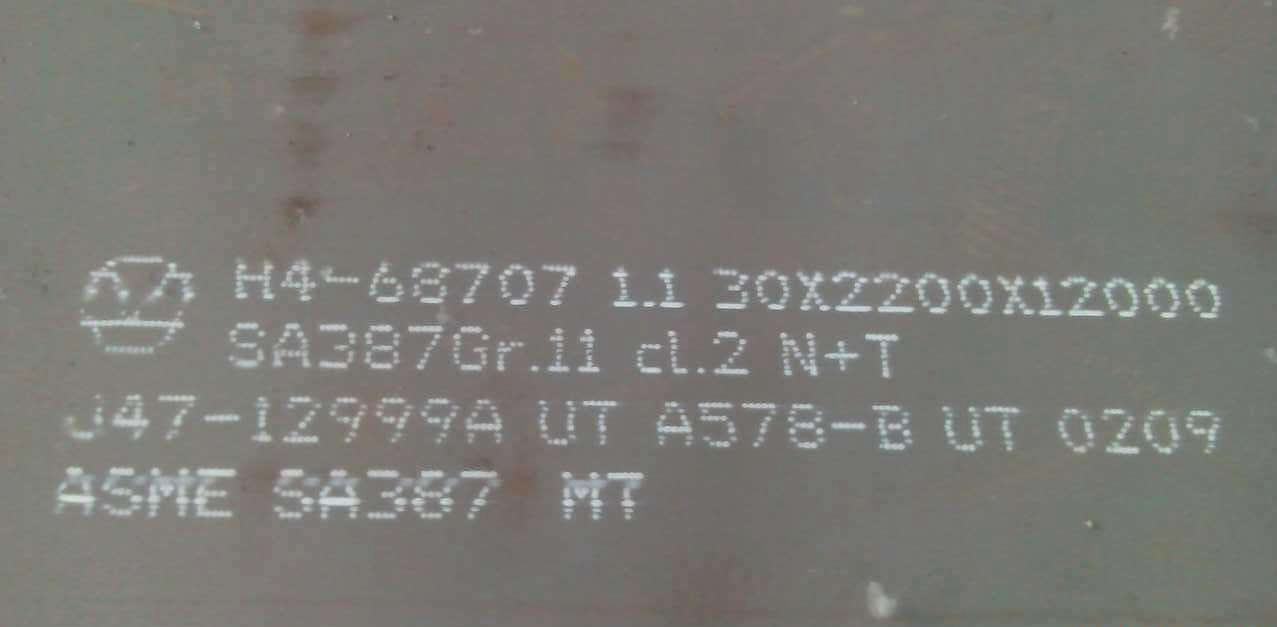 H4-68707 1.1 30X2200X12000
SA387Gr.11 cl.2 N+T
J47-12999A UT A578-B UT 0209
ASME SA387 MT